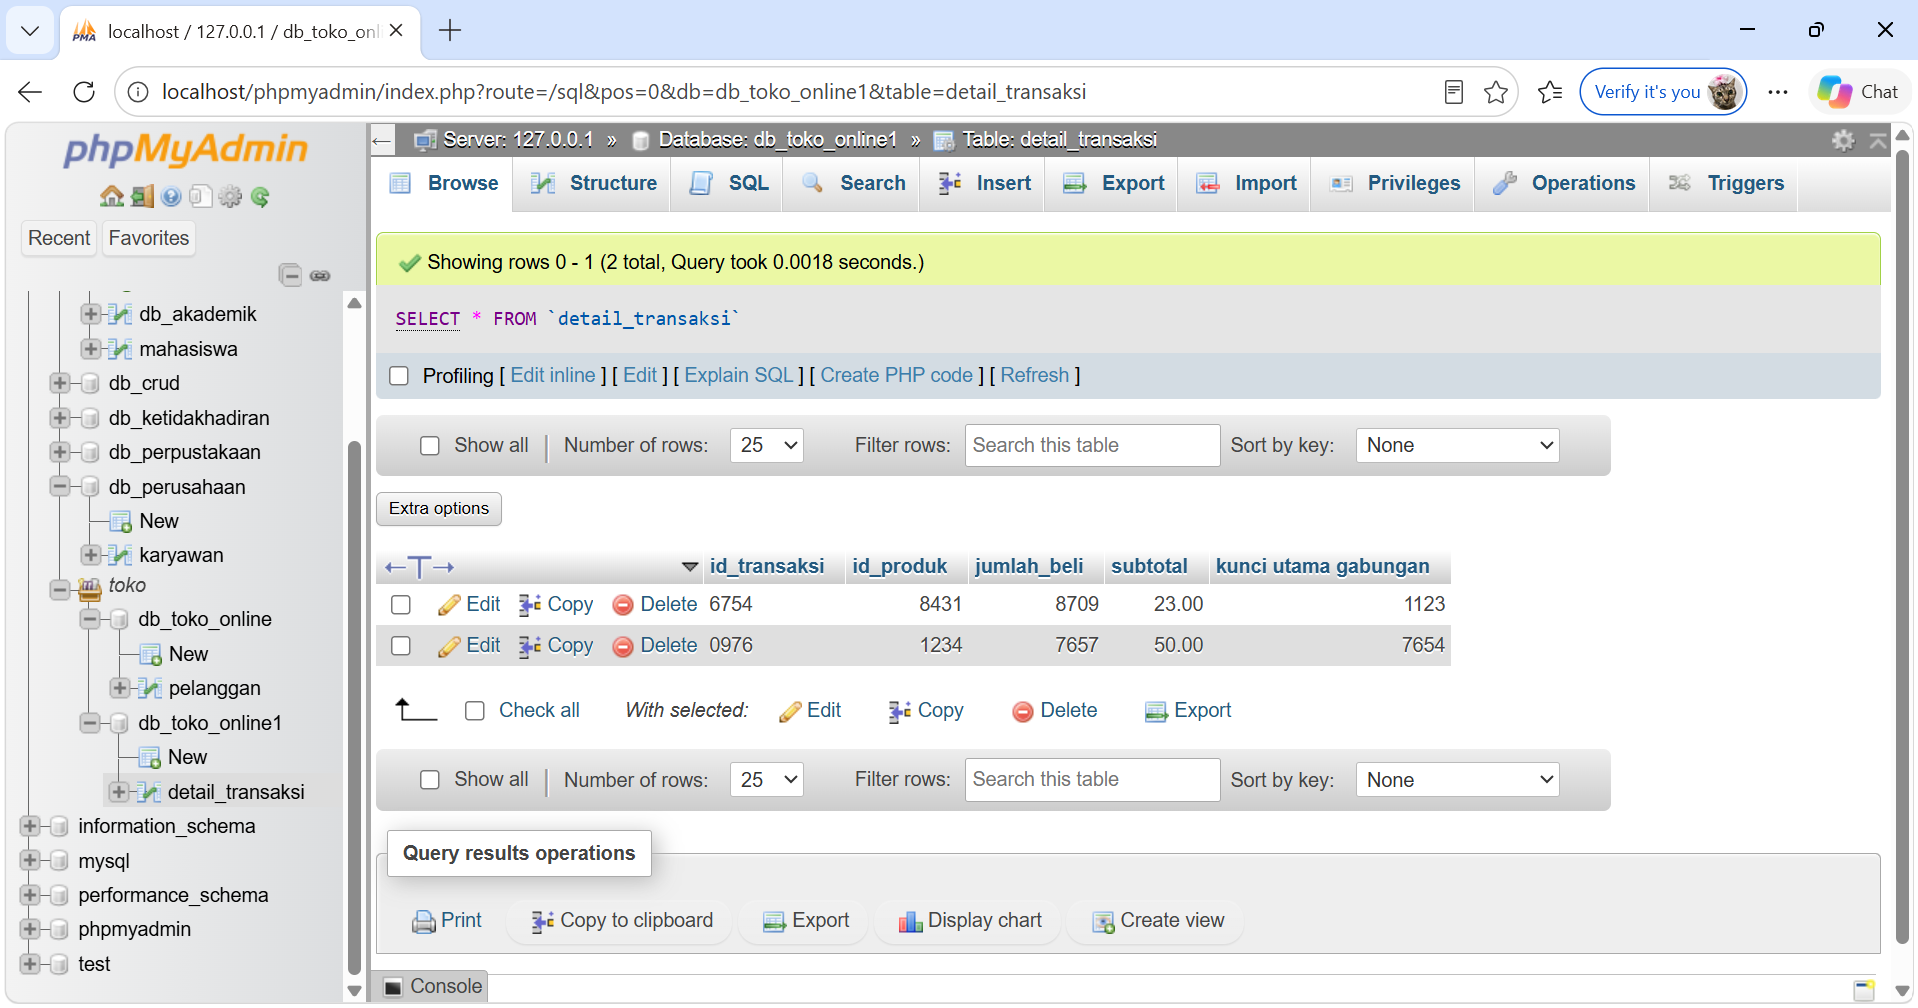 localhost / 127.0.0.1 / db_toko_onl
localhost/phpmyadmin/index.php?route=/sql&pos=0&db=db_toko_online1&table=detail_transaksi
Verify it's you
Chat
phpMyAdmin
Recent
Favorites
db_akademik
mahasiswa
db_crud
db_ketidakhadiran
db_perpustakaan
db_perusahaan
New
karyawan
toko
db_toko_online
New
pelanggan
db_toko_online1
New
detail_transaksi
information_schema
mysql
performance_schema
phpmyadmin
test
Server: 127.0.0.1 » Database: db_toko_online1 » Table: detail_transaksi
Browse Structure SQL Search Insert Export Import Privileges Operations Triggers
Showing rows 0 - 1 (2 total, Query took 0.0018 seconds.)
SELECT * FROM `detail_transaksi`
Profiling [ Edit inline ] [ Edit ] [ Explain SQL ] [ Create PHP code ] [ Refresh ]
Show all Number of rows: 25 Filter rows: Search this table Sort by key: None
Extra options
id_transaksi id_produk jumlah_beli subtotal kunci utama gabungan
Edit Copy Delete 6754 8431 8709 23.00 1123
Edit Copy Delete 0976 1234 7657 50.00 7654
Check all With selected: Edit Copy Delete Export
Show all Number of rows: 25 Filter rows: Search this table Sort by key: None
Query results operations
Print Copy to clipboard Export Display chart Create view
Console